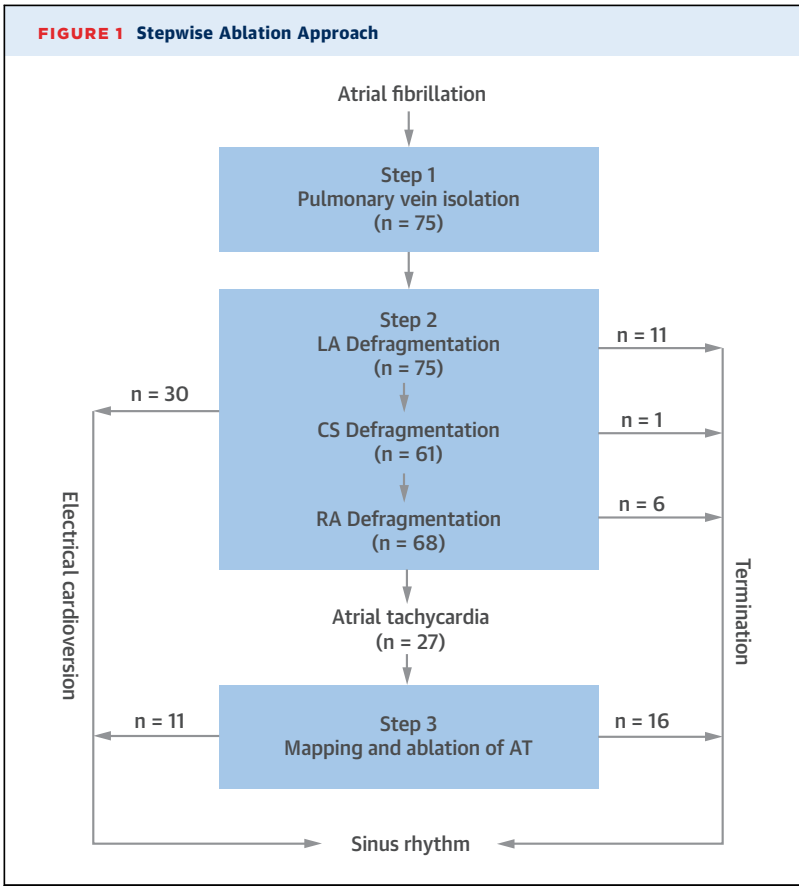 FIGURE 1 Stepwise Ablation Approach
Atrial fibrillation
Step 1
Pulmonary vein isolation
(n = 75)
Step 2
LA Defragmentation
(n = 75)
n = 11
n = 30
CS Defragmentation
(n = 61)
n = 1
RA Defragmentation
(n = 68)
n = 6
Electrical cardioversion
Termination
Atrial tachycardia
(n = 27)
n = 11
Step 3
Mapping and ablation of AT
n = 16
Sinus rhythm